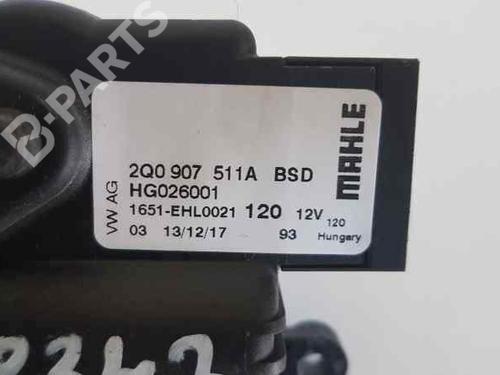 B-PARTS
VW AG
2Q0 907 511A BSD
HG026001
1651-EHL0021 120 12V 120
03 13/12/17 93 Hungary
MAHLE